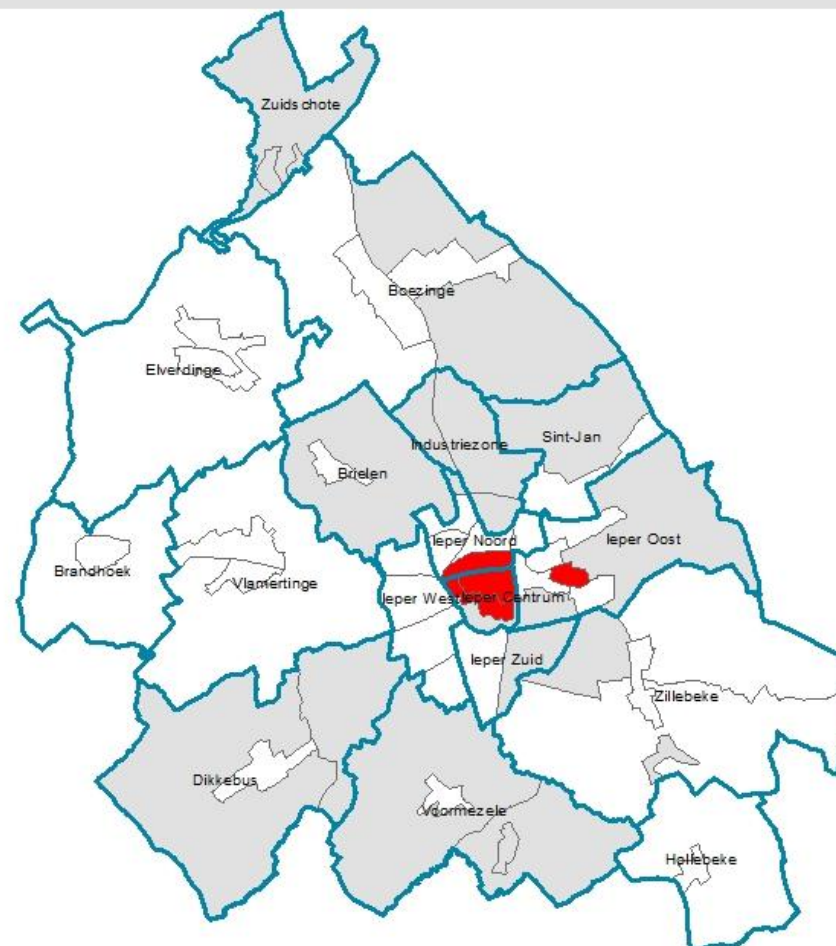 Zuidschote
Boezinge
Elverdinge
Industriezone
Sint-Jan
Brielen
Ieper Noord
Ieper Oost
Brandhoek
Vlamertinge
Ieper West
Ieper Centrum
Ieper Zuid
Zillebeke
Dikkebus
Voormezele
Hollebeke